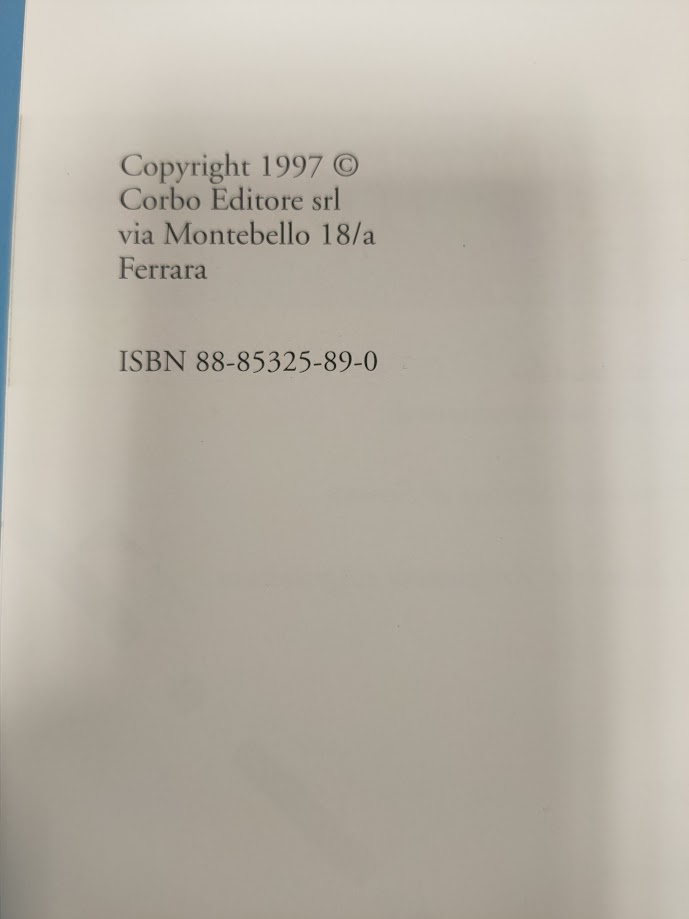 Copyright 1997 ©
Corbo Editore srl
via Montebello 18/a
Ferrara
ISBN 88-85325-89-0